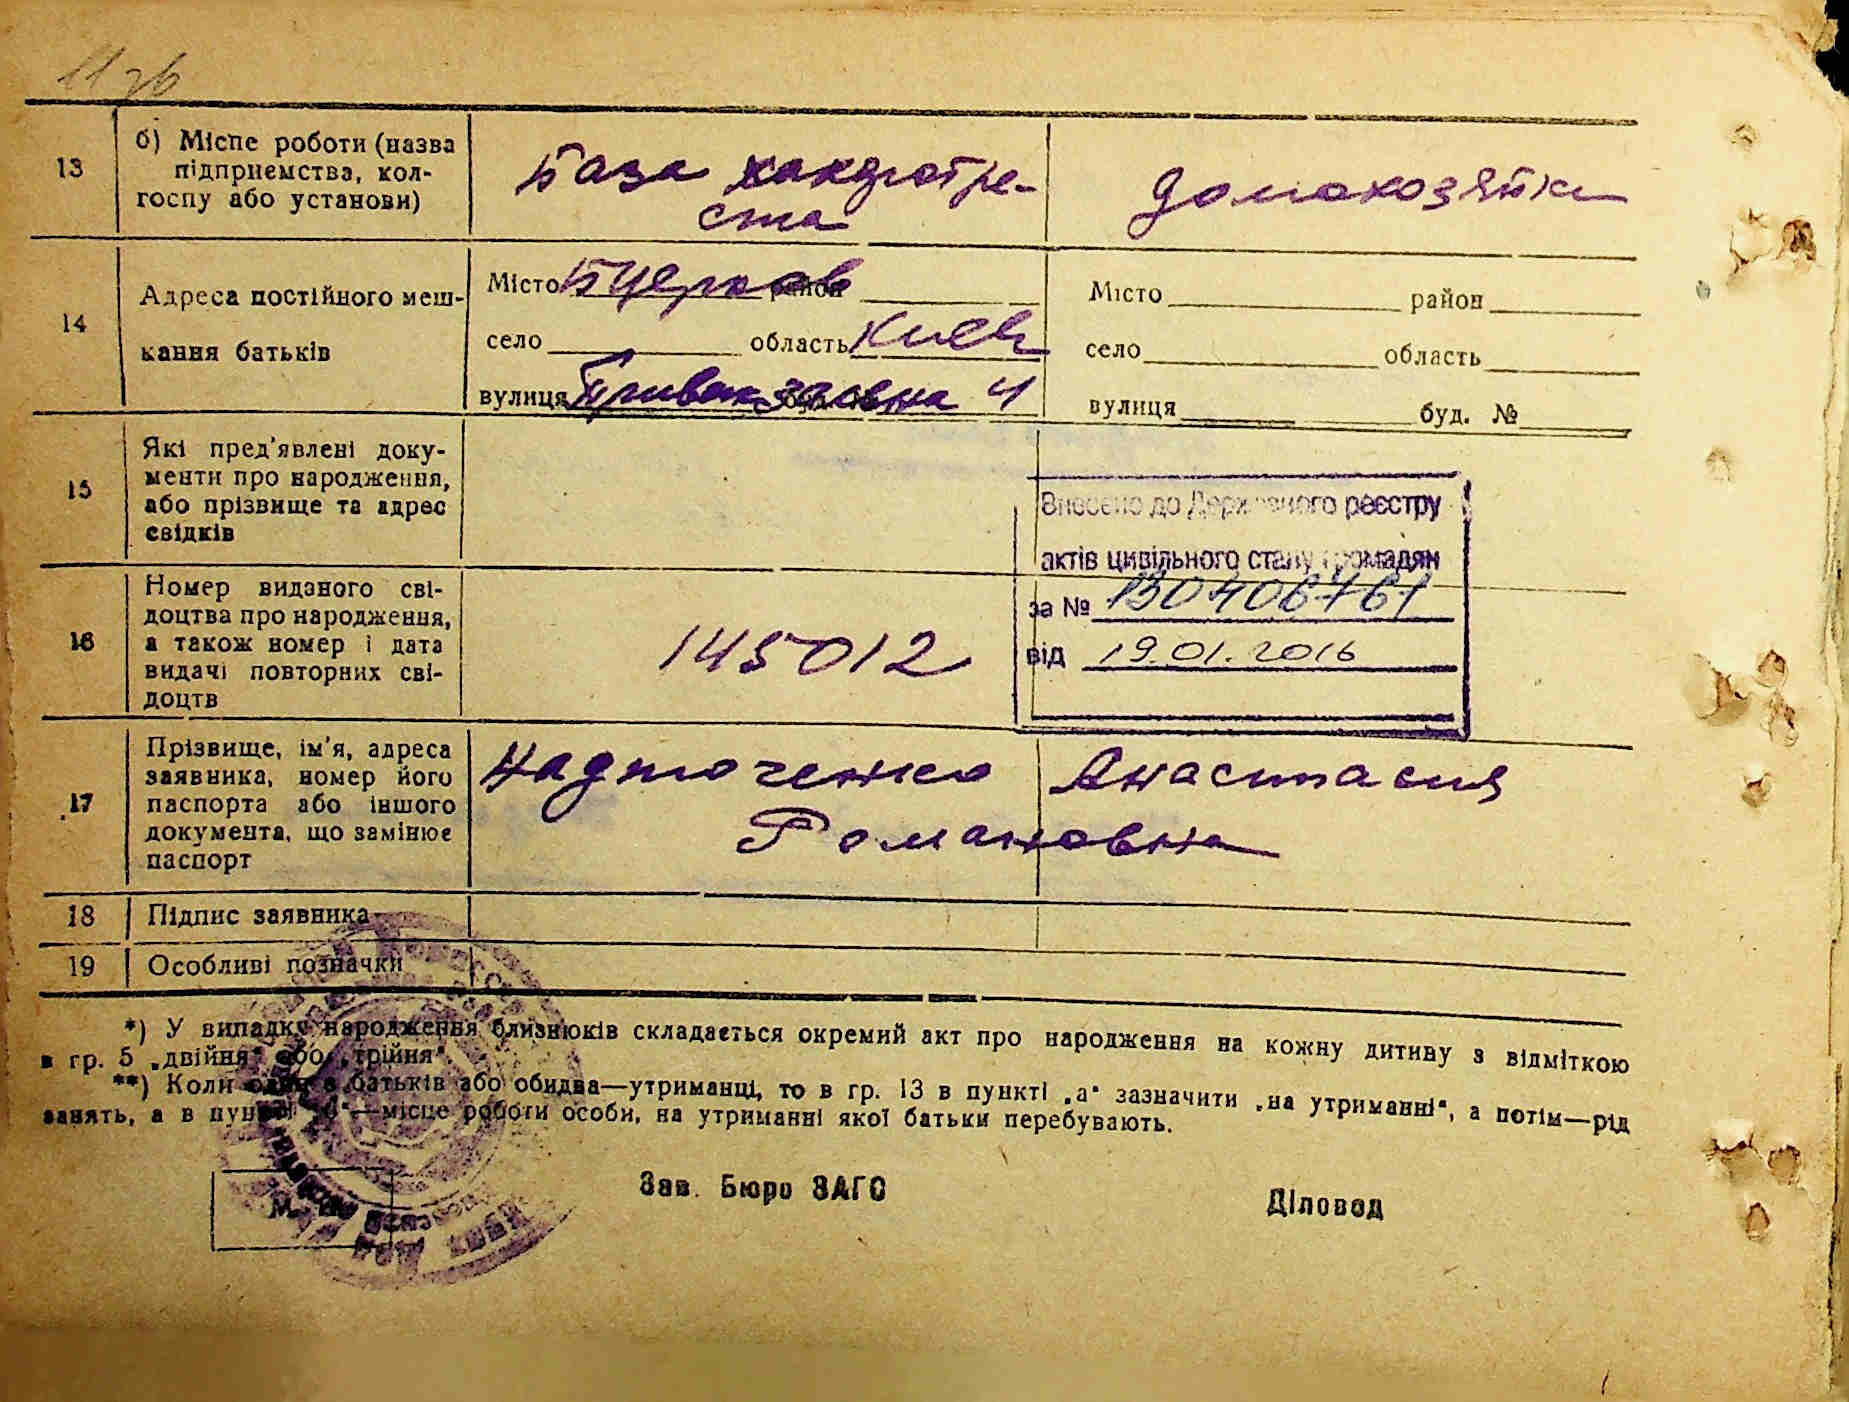 11 зв
13
б) Місце роботи (назва
підприємства, кол-
госпу або установи)
База
ста
домохозяйка
14
Адреса постійного меш-
кання батьків
Місто Б Церковь район
село область Киев
вулиця Привокзальна 4
Місто район
село область
вулиця буд. №
15
Які пред'явлені доку-
менти про народження,
або прізвище та адрес
свідків
Внесено до Державного реєстру
актів цивільного стану громадян
за № 130406761
від 19.01.2016
16
Номер виданого сві-
доцтва про народження,
а також номер і дата
видачі повторних сві-
доцтв
145012
17
Прізвище, ім'я, адреса
заявника, номер його
паспорта або іншого
документа, що замінює
паспорт
Надточенко Анастасия
Романовна
18
Підпис заявника
19
Особливі позначки
*) У випадку народження близнюків складається окремий акт про народження на кожну дитину з відміткою
в гр. 5 „двійня“ або „трійня“
**) Коли один з батьків або обидва—утриманці, то в гр. 13 в пункті „а“ зазначити „на утриманні“, а потім—рід
занять, а в пункті „б“—місце роботи особи, на утриманні якої батьки перебувають.
Зав. Бюро ЗАГС
Діловод
М.